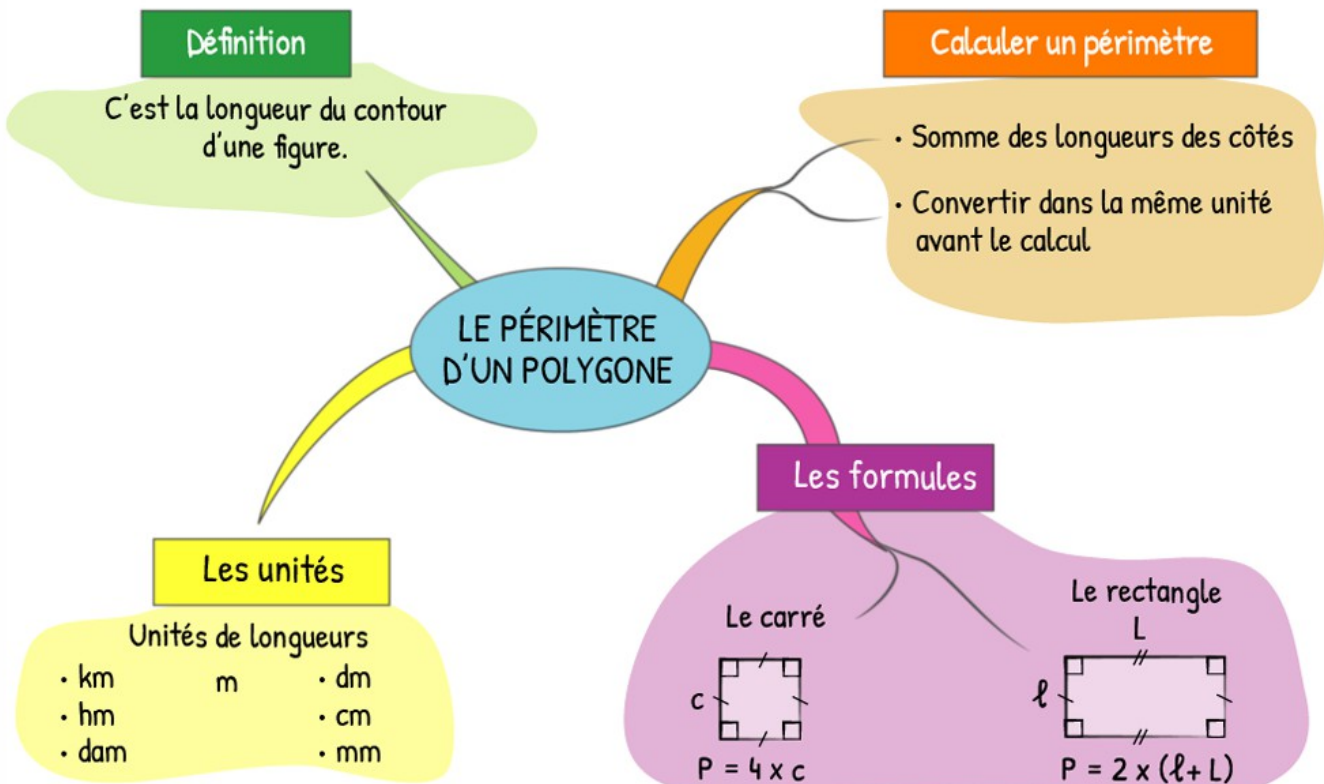 Définition
C'est la longueur du contour
d'une figure.
Calculer un périmètre
• Somme des longueurs des côtés
• Convertir dans la même unité
avant le calcul
LE PÉRIMÈTRE
D'UN POLYGONE
Les unités
Unités de longueurs
• km
• hm
• dam
m
• dm
• cm
• mm
Les formules
Le carré
c
P = 4 x c
Le rectangle
L
ℓ
P = 2 x (ℓ+ L)